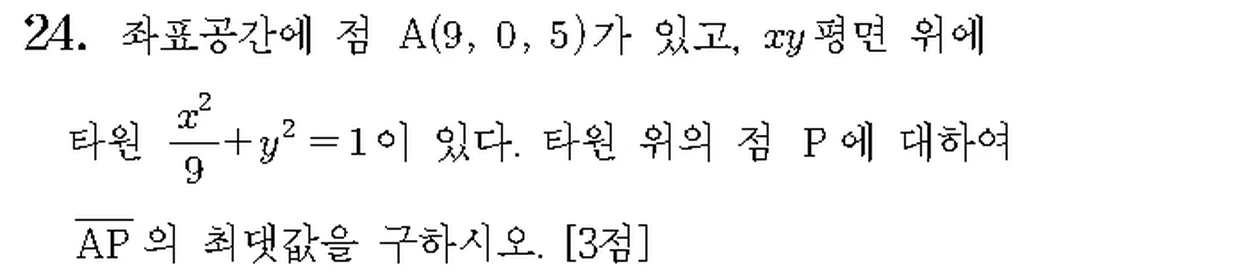 24. 좌표공간에 점 A(9, 0, 5)가 있고, xy평면 위에
타원 x²/9+y²=1이 있다. 타원 위의 점 P에 대하여
A̅P̅의 최댓값을 구하시오. [3점]